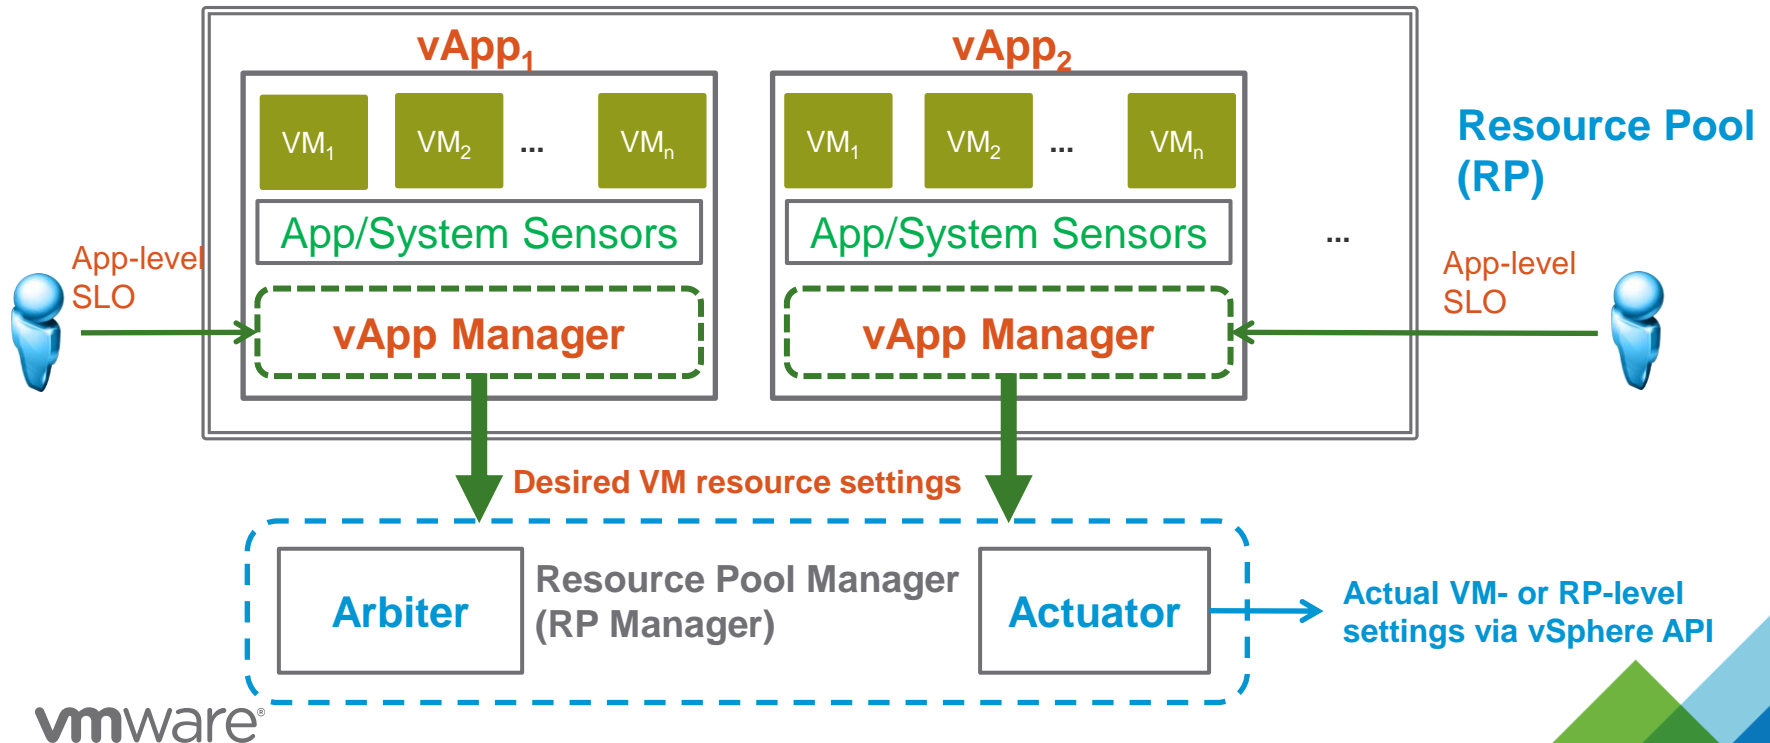 vApp1
vApp2
VM1
VM2
...
VMn
VM1
VM2
...
VMn
Resource Pool
(RP)
App/System Sensors
App/System Sensors
...
App-level
SLO
App-level
SLO
vApp Manager
vApp Manager
Desired VM resource settings
Arbiter
Resource Pool Manager
(RP Manager)
Actuator
Actual VM- or RP-level
settings via vSphere API
vmware®